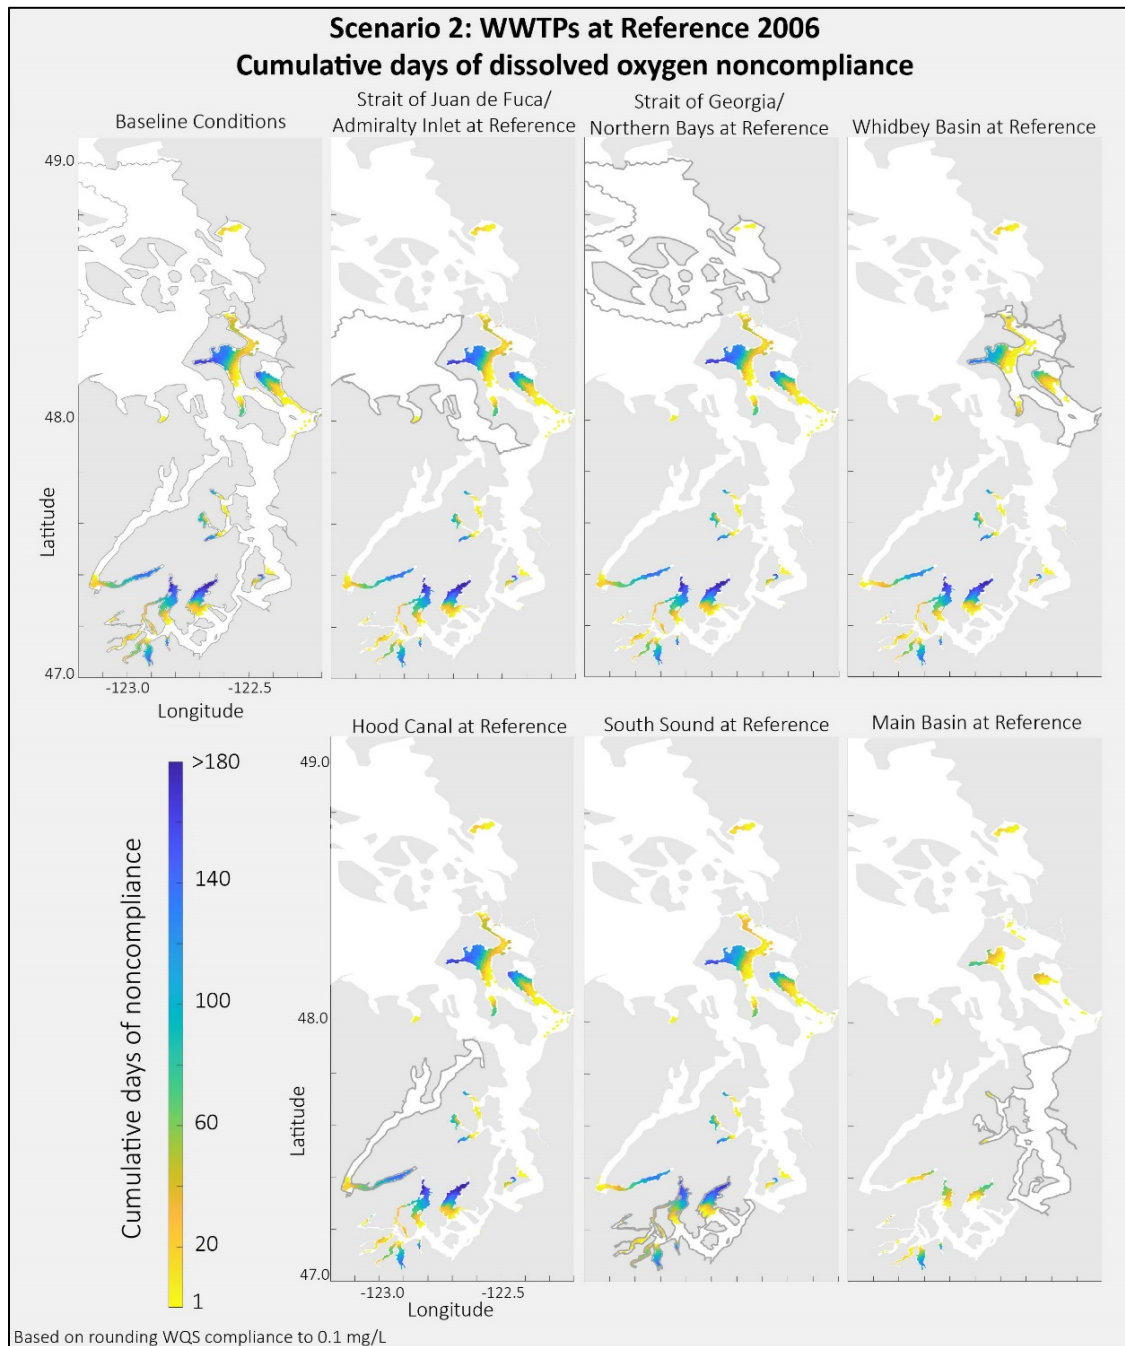 Scenario 2: WWTPs at Reference 2006
Cumulative days of dissolved oxygen noncompliance
Baseline Conditions
Strait of Juan de Fuca/
Admiralty Inlet at Reference
Strait of Georgia/
Northern Bays at Reference
Whidbey Basin at Reference
49.0
48.0
47.0
Latitude
-123.0
-122.5
Longitude
Hood Canal at Reference
South Sound at Reference
Main Basin at Reference
49.0
48.0
47.0
Latitude
-123.0
-122.5
Longitude
Cumulative days of noncompliance
>180
140
100
60
20
1
Based on rounding WQS compliance to 0.1 mg/L